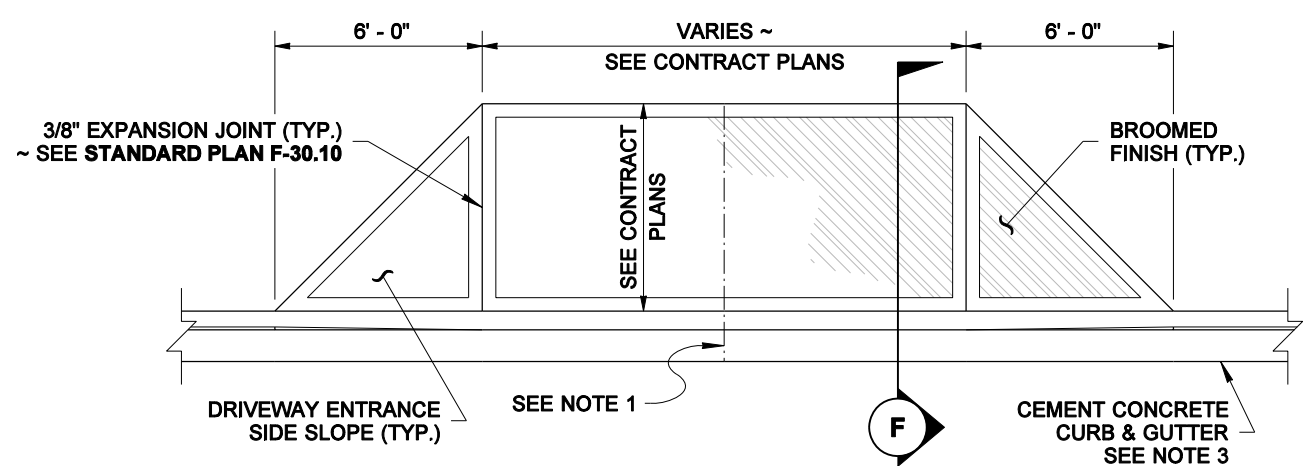 6' - 0"
VARIES ~
SEE CONTRACT PLANS
6' - 0"
3/8" EXPANSION JOINT (TYP.)
~ SEE STANDARD PLAN F-30.10
SEE CONTRACT
PLANS
BROOMED
FINISH (TYP.)
DRIVEWAY ENTRANCE
SIDE SLOPE (TYP.)
SEE NOTE 1
F
CEMENT CONCRETE
CURB & GUTTER
SEE NOTE 3